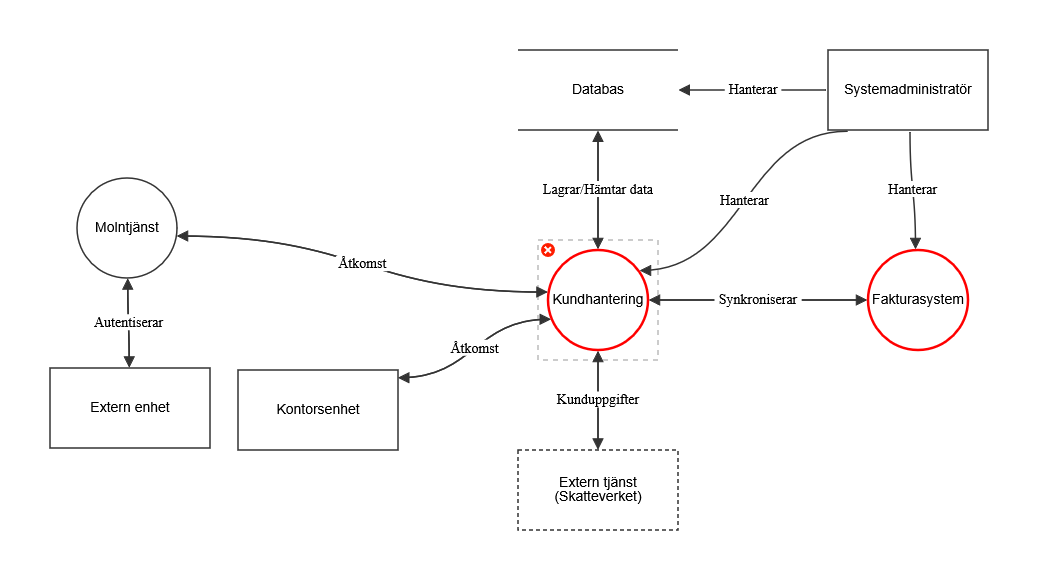 Databas
Hanterar
Systemadministratör
Lagrar/Hämtar data
Hanterar
Hanterar
Molntjänst
Åtkomst
Kundhantering
Synkroniserar
Fakturasystem
Autentiserar
Åtkomst
Extern enhet
Kontorsenhet
Kunduppgifter
Extern tjänst
(Skatteverket)